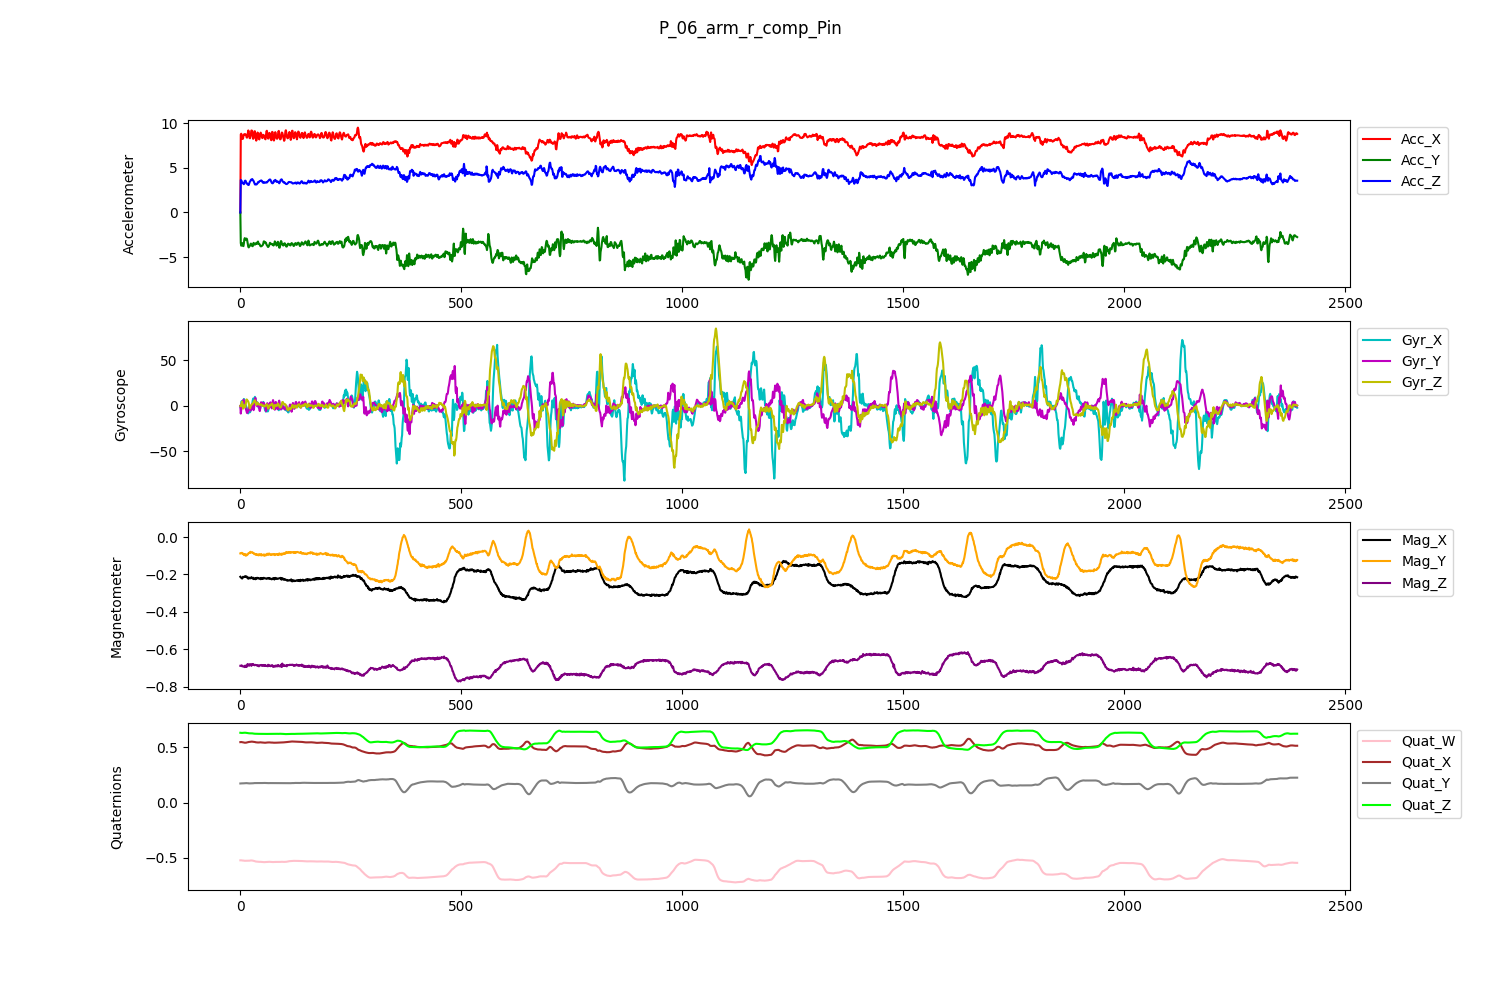 P_06_arm_r_comp_Pin
Accelerometer
10
5
0
−5
0 500 1000 1500 2000 2500
Acc_X
Acc_Y
Acc_Z
Gyroscope
50
0
−50
0 500 1000 1500 2000 2500
Gyr_X
Gyr_Y
Gyr_Z
Magnetometer
0.0
−0.2
−0.4
−0.6
−0.8
0 500 1000 1500 2000 2500
Mag_X
Mag_Y
Mag_Z
Quaternions
0.5
0.0
−0.5
0 500 1000 1500 2000 2500
Quat_W
Quat_X
Quat_Y
Quat_Z